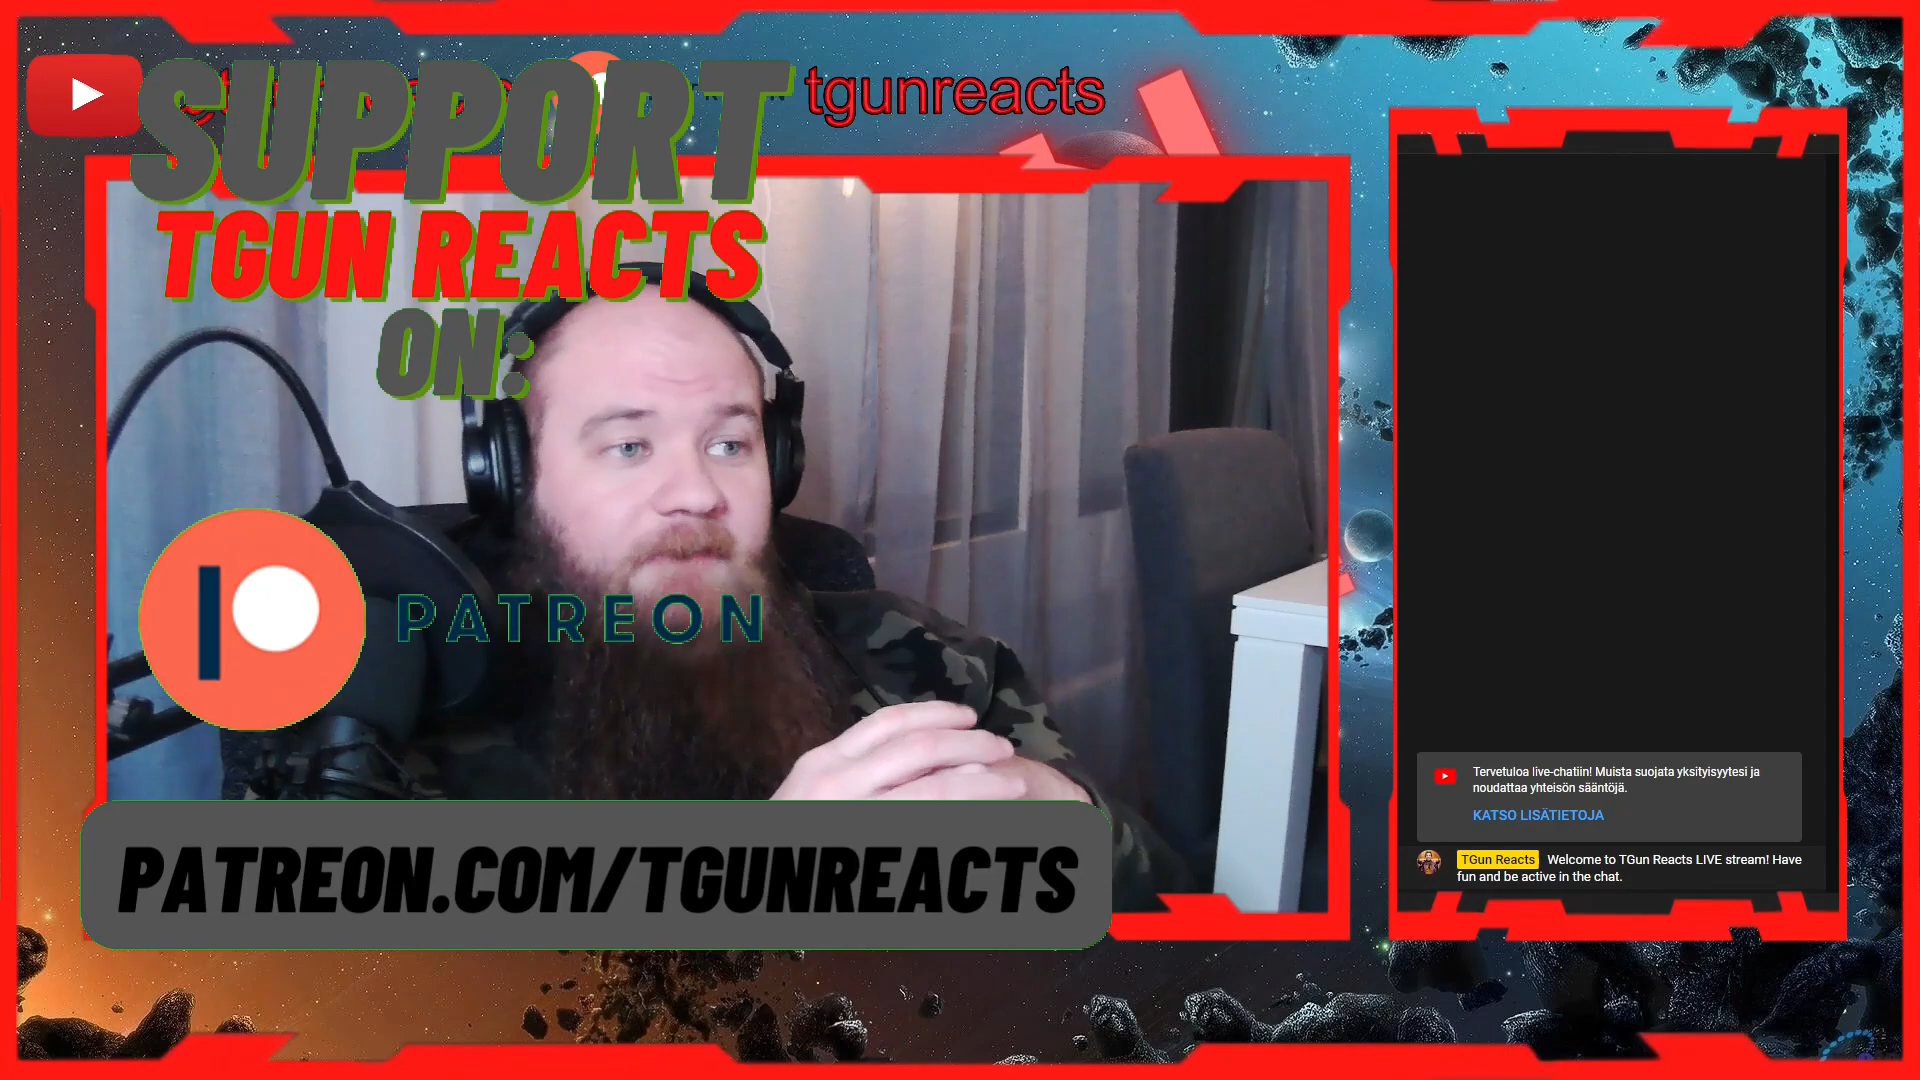 tgunreacts
SUPPORT
TGUN REACTS
ON:
PATREON
PATREON.COM/TGUNREACTS
Tervetuloa live-chatiin! Muista suojata yksityisyytesi ja
noudattaa yhteisön sääntöjä.
KATSO LISÄTIETOJA
TGun Reacts Welcome to TGun Reacts LIVE stream! Have
fun and be active in the chat.